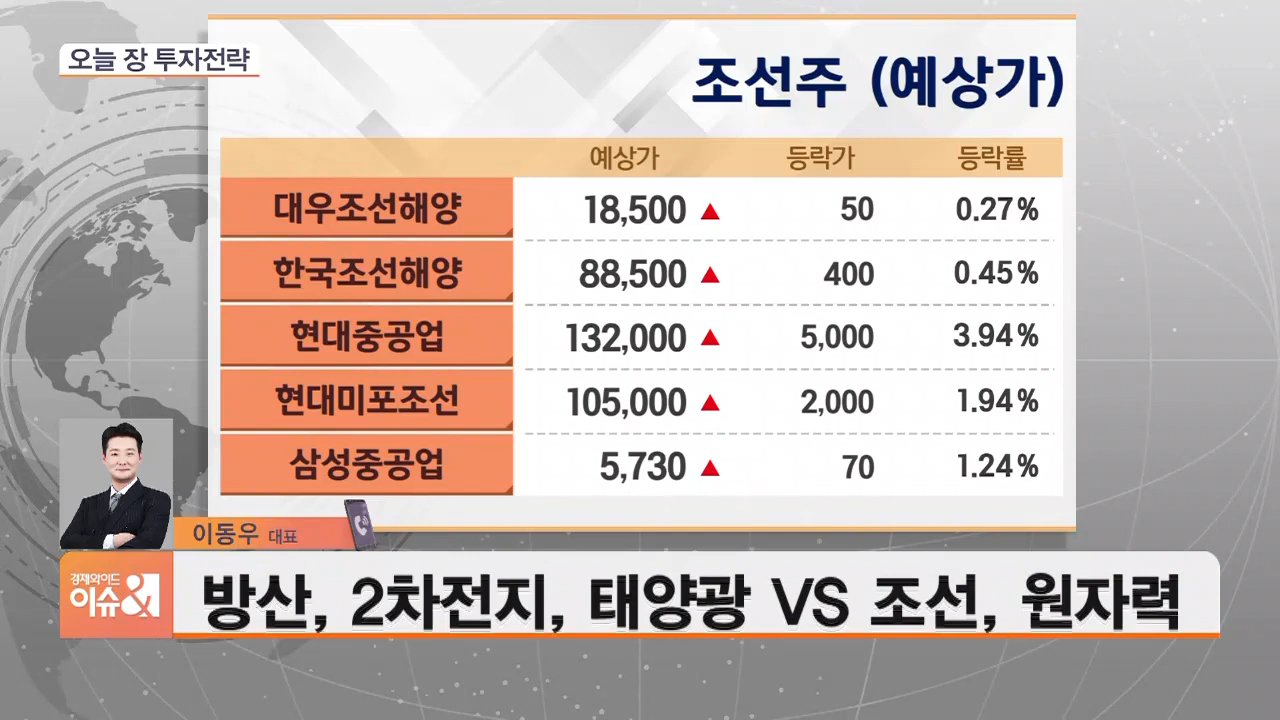 오늘 장 투자전략
조선주 (예상가)
예상가 등락가 등락률
대우조선해양 18,500 ▲ 50 0.27%
한국조선해양 88,500 ▲ 400 0.45%
현대중공업 132,000 ▲ 5,000 3.94%
현대미포조선 105,000 ▲ 2,000 1.94%
삼성중공업 5,730 ▲ 70 1.24%
이동우 대표
경제와이드
이슈&
방산, 2차전지, 태양광 VS 조선, 원자력